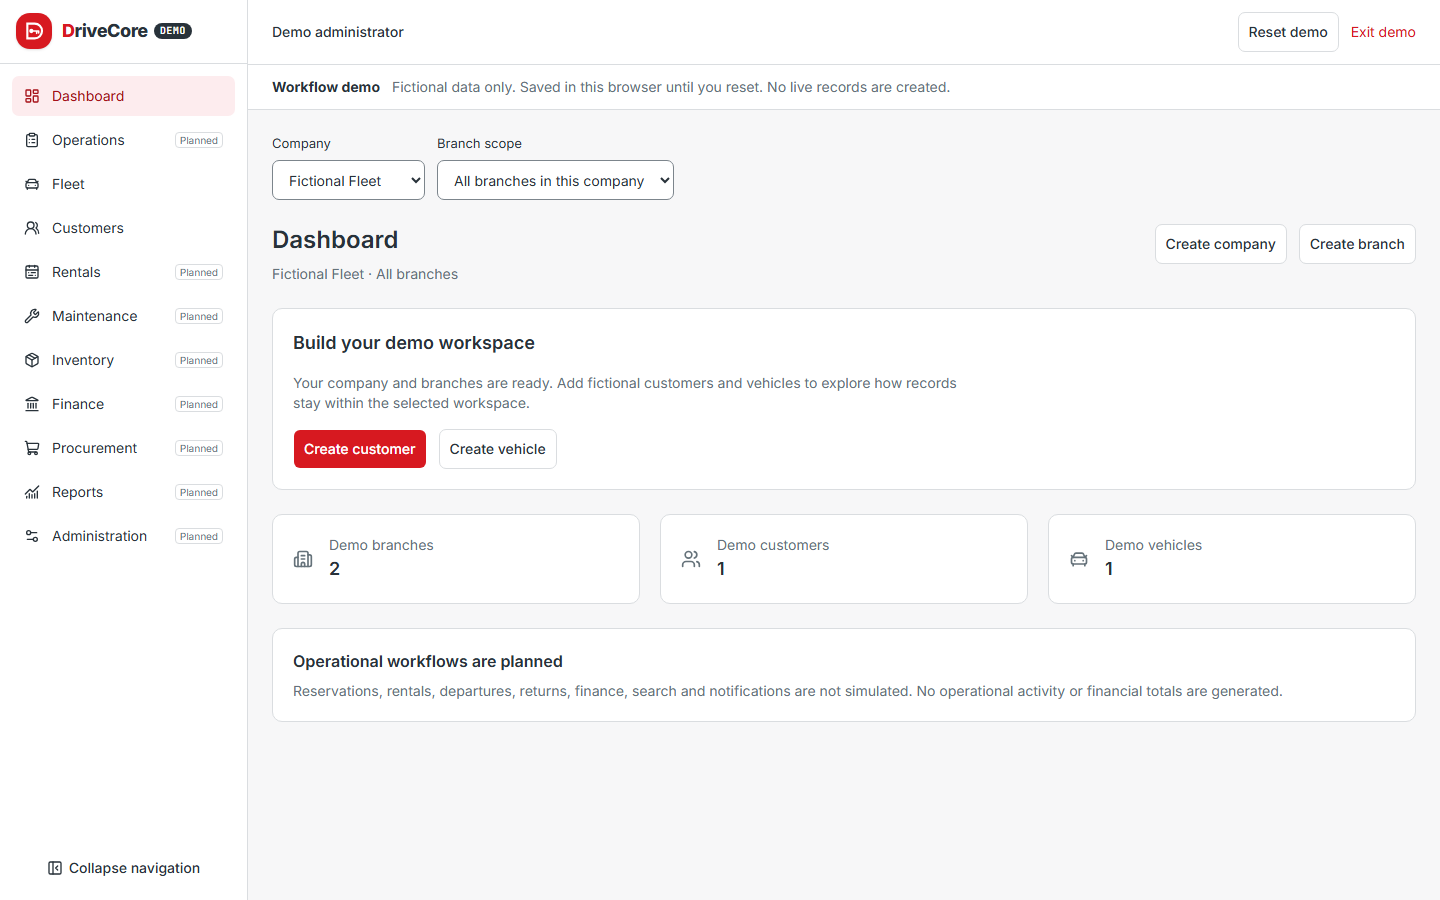 DriveCore DEMO
Demo administrator
Reset demo
Exit demo
Workflow demo Fictional data only. Saved in this browser until you reset. No live records are created.
Dashboard
Operations Planned
Fleet
Customers
Rentals Planned
Maintenance Planned
Inventory Planned
Finance Planned
Procurement Planned
Reports Planned
Administration Planned
Collapse navigation
Company
Branch scope
Fictional Fleet
All branches in this company
Dashboard
Fictional Fleet · All branches
Create company
Create branch
Build your demo workspace
Your company and branches are ready. Add fictional customers and vehicles to explore how records
stay within the selected workspace.
Create customer
Create vehicle
Demo branches
2
Demo customers
1
Demo vehicles
1
Operational workflows are planned
Reservations, rentals, departures, returns, finance, search and notifications are not simulated. No operational activity or financial totals are generated.